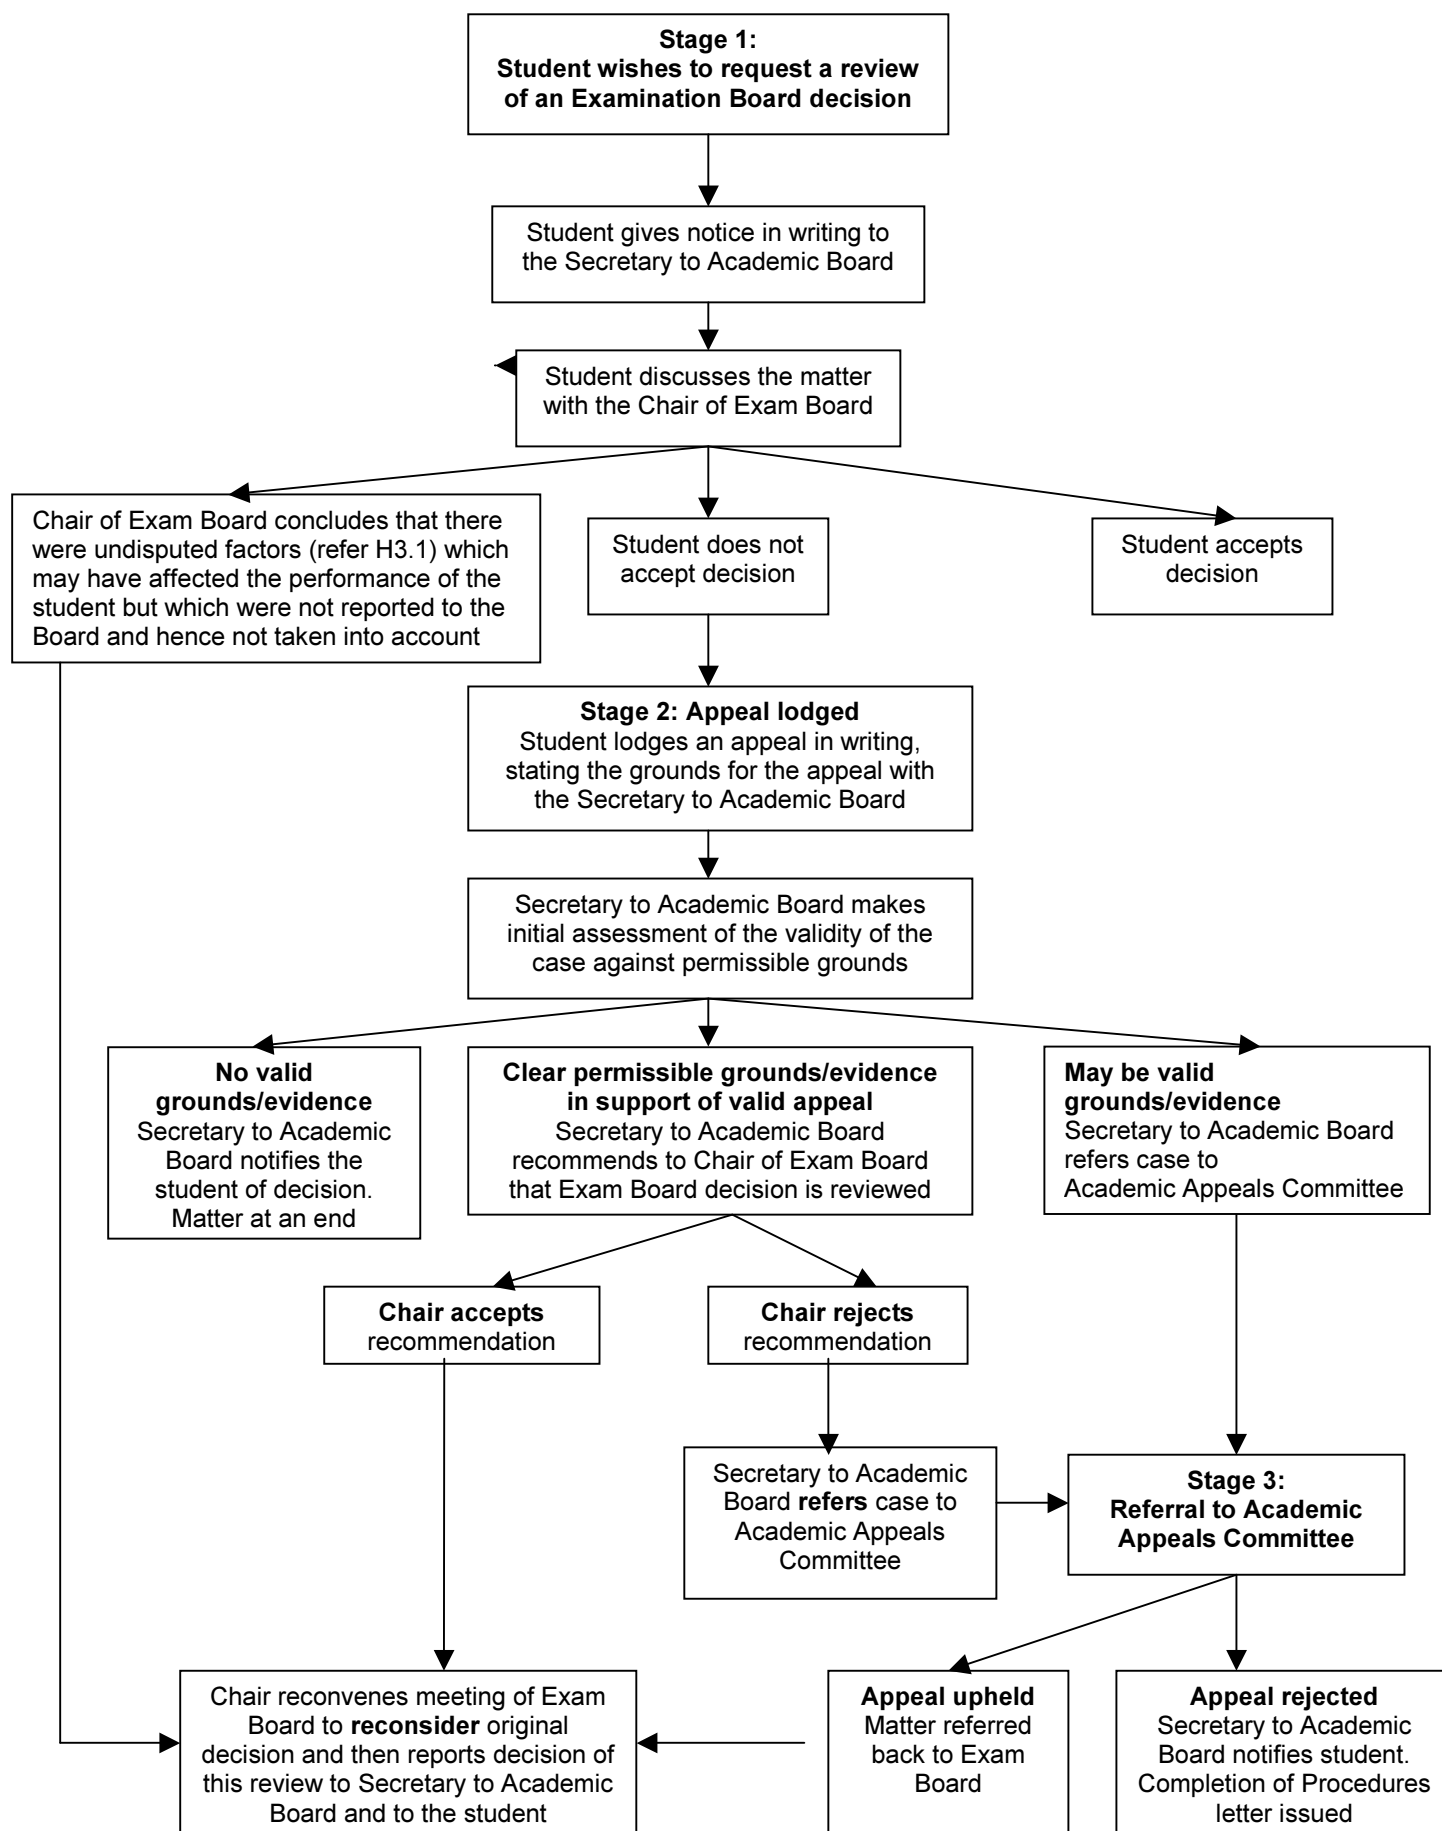 Stage 1:
Student wishes to request a review
of an Examination Board decision
Student gives notice in writing to
the Secretary to Academic Board
Student discusses the matter
with the Chair of Exam Board
Chair of Exam Board concludes that there
were undisputed factors (refer H3.1) which
may have affected the performance of the
student but which were not reported to the
Board and hence not taken into account
Student does not
accept decision
Student accepts
decision
Stage 2: Appeal lodged
Student lodges an appeal in writing,
stating the grounds for the appeal with
the Secretary to Academic Board
Secretary to Academic Board makes
initial assessment of the validity of the
case against permissible grounds
No valid
grounds/evidence
Secretary to Academic
Board notifies the
student of decision.
Matter at an end
Clear permissible grounds/evidence
in support of valid appeal
Secretary to Academic Board
recommends to Chair of Exam Board
that Exam Board decision is reviewed
May be valid
grounds/evidence
Secretary to Academic Board
refers case to
Academic Appeals Committee
Chair accepts
recommendation
Chair rejects
recommendation
Secretary to Academic
Board refers case to
Academic Appeals
Committee
Stage 3:
Referral to Academic
Appeals Committee
Chair reconvenes meeting of Exam
Board to reconsider original
decision and then reports decision of
this review to Secretary to Academic
Board and to the student
Appeal upheld
Matter referred
back to Exam
Board
Appeal rejected
Secretary to Academic
Board notifies student.
Completion of Procedures
letter issued